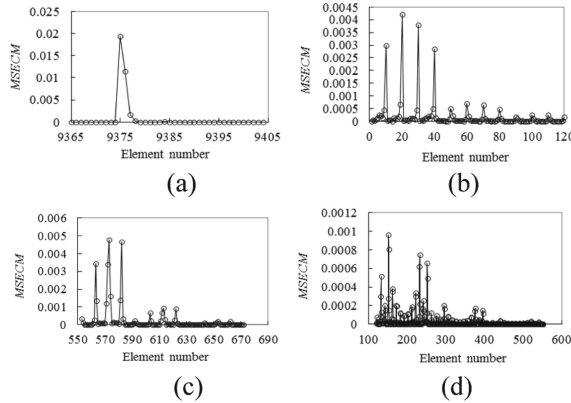 0.025
0.02
0.015
0.01
0.005
0
MSECM
9365 9375 9385 9395 9405
Element number
(a)
0.0045
0.004
0.0035
0.003
0.0025
0.002
0.0015
0.001
0.0005
0
MSECM
0 20 40 60 80 100 120
Element number
(b)
0.006
0.005
0.004
0.003
0.002
0.001
0
MSECM
550 570 590 610 630 650 670 690
Element number
(c)
0.0012
0.001
0.0008
0.0006
0.0004
0.0002
0
MSECM
100 200 300 400 500 600
Element number
(d)